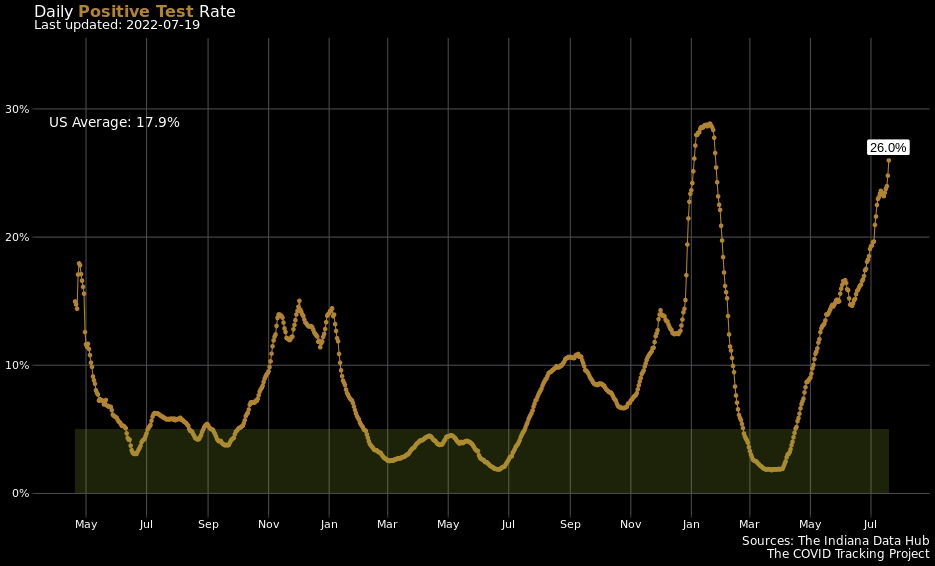 Daily Positive Test Rate
Last updated: 2022-07-19
30%
US Average: 17.9%
26.0%
20%
10%
0%
May Jul Sep Nov Jan Mar May Jul Sep Nov Jan Mar May Jul
Sources: The Indiana Data Hub
The COVID Tracking Project